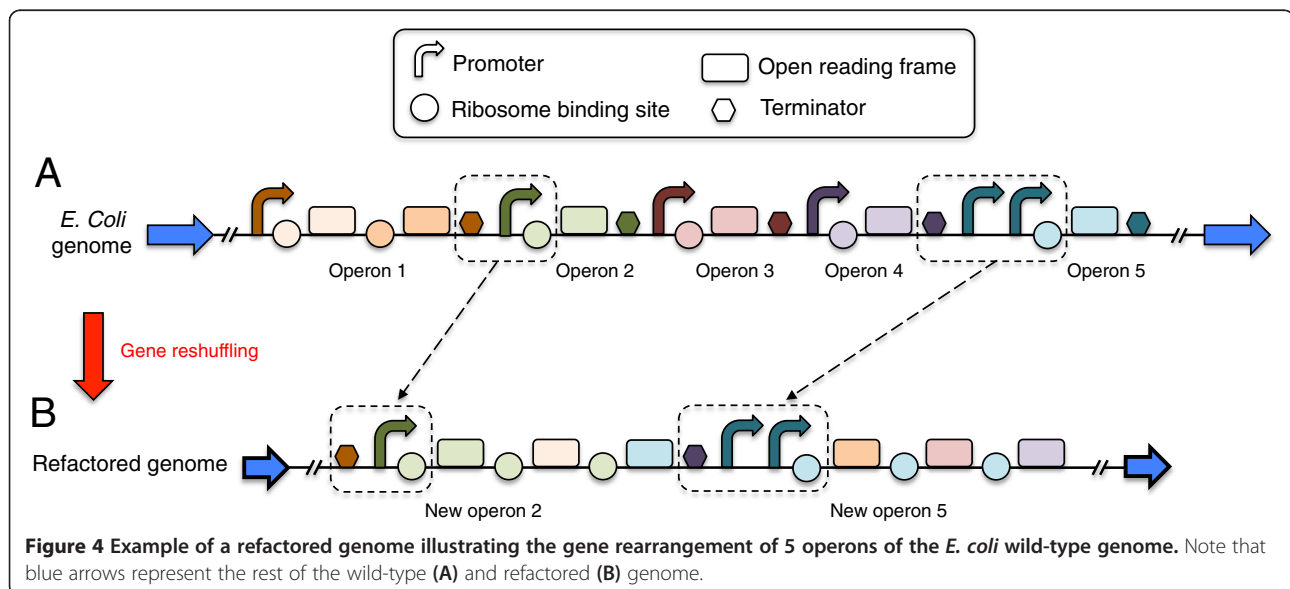 Promoter
Open reading frame
Ribosome binding site
Terminator
A
E. Coli
genome
Operon 1
Operon 2
Operon 3
Operon 4
Operon 5
Gene reshuffling
B
Refactored genome
New operon 2
New operon 5
Figure 4 Example of a refactored genome illustrating the gene rearrangement of 5 operons of the E. coli wild-type genome. Note that
blue arrows represent the rest of the wild-type (A) and refactored (B) genome.